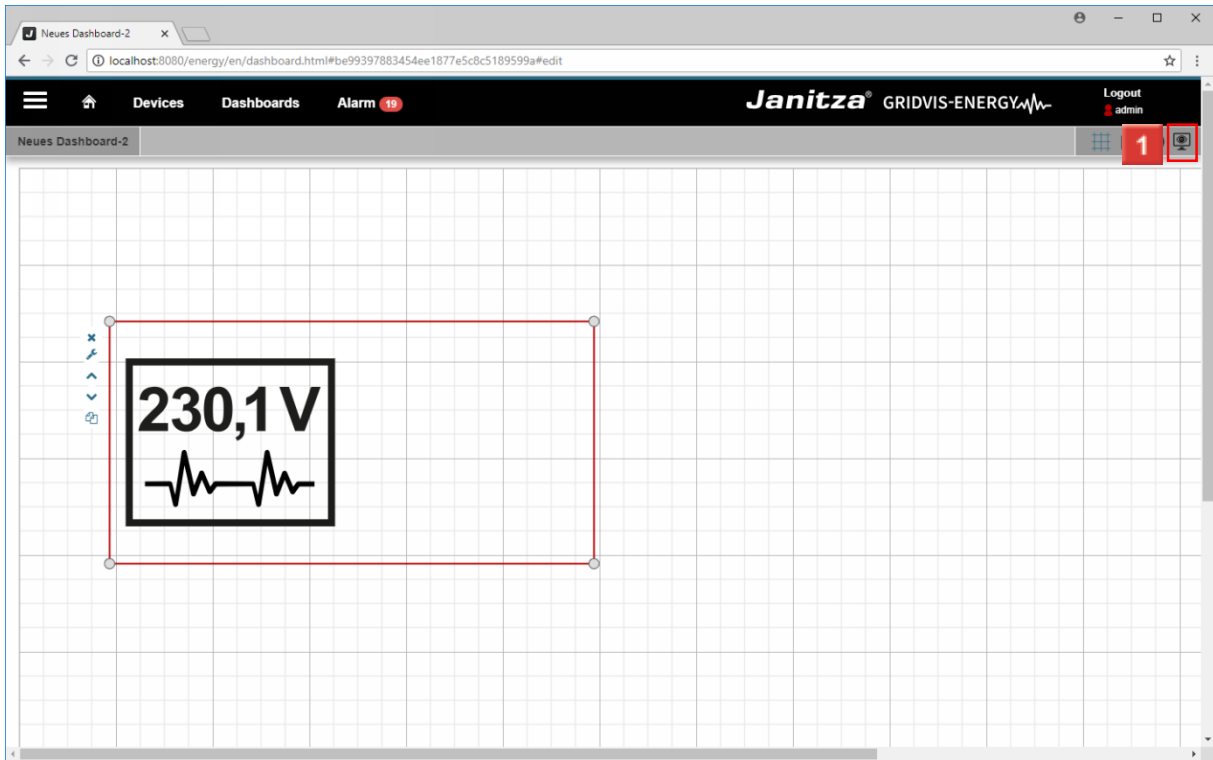 Neues Dashboard-2
localhost:8080/energy/en/dashboard.html#be99397883454ee1877e5c8c5189599a#edit
Devices Dashboards Alarm 19 Janitza® GRIDVIS-ENERGY Logout
admin
Neues Dashboard-2
1
230,1 V